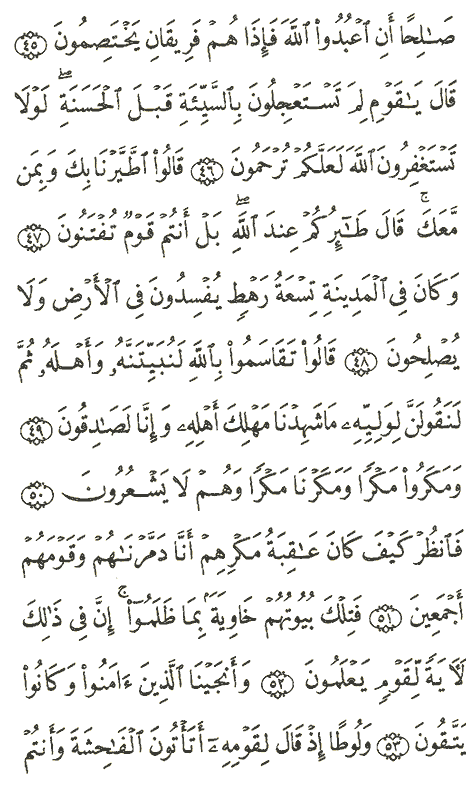 صَٰلِحًا أَنِ ٱعۡبُدُواْ ٱللَّهَ فَإِذَا هُمۡ فَرِيقَانِ يَخۡتَصِمُونَ ٤٥
قَالَ يَٰقَوۡمِ لِمَ تَسۡتَعۡجِلُونَ بِٱلسَّيِّئَةِ قَبۡلَ ٱلۡحَسَنَةِۖ لَوۡلَا
تَسۡتَغۡفِرُونَ ٱللَّهَ لَعَلَّكُمۡ تُرۡحَمُونَ ٤٦ قَالُواْ ٱطَّيَّرۡنَا بِكَ وَبِمَن
مَّعَكَۚ قَالَ طَٰٓئِرُكُمۡ عِندَ ٱللَّهِۖ بَلۡ أَنتُمۡ قَوۡمٞ تُفۡتَنُونَ ٤٧
وَكَانَ فِي ٱلۡمَدِينَةِ تِسۡعَةُ رَهۡطٖ يُفۡسِدُونَ فِي ٱلۡأَرۡضِ وَلَا
يُصۡلِحُونَ ٤٨ قَالُواْ تَقَاسَمُواْ بِٱللَّهِ لَنُبَيِّتَنَّهُۥ وَأَهۡلَهُۥ ثُمَّ
لَنَقُولَنَّ لِوَلِيِّهِۦ مَا شَهِدۡنَا مَهۡلِكَ أَهۡلِهِۦ وَإِنَّا لَصَٰدِقُونَ ٤٩
وَمَكَرُواْ مَكۡرٗا وَمَكَرۡنَا مَكۡرٗا وَهُمۡ لَا يَشۡعُرُونَ ٥٠
فَٱنظُرۡ كَيۡفَ كَانَ عَٰقِبَةُ مَكۡرِهِمۡ أَنَّا دَمَّرۡنَٰهُمۡ وَقَوۡمَهُمۡ
أَجۡمَعِينَ ٥١ فَتِلۡكَ بُيُوتُهُمۡ خَاوِيَةَۢ بِمَا ظَلَمُوٓاْۚ إِنَّ فِي ذَٰلِكَ
لَأٓيَةٗ لِّقَوۡمٖ يَعۡلَمُونَ ٥٢ وَأَنجَيۡنَا ٱلَّذِينَ ءَامَنُواْ وَكَانُواْ
يَتَّقُونَ ٥٣ وَلُوطًا إِذۡ قَالَ لِقَوۡمِهِۦٓ أَتَأۡتُونَ ٱلۡفَٰحِشَةَ وَأَنتُمۡ